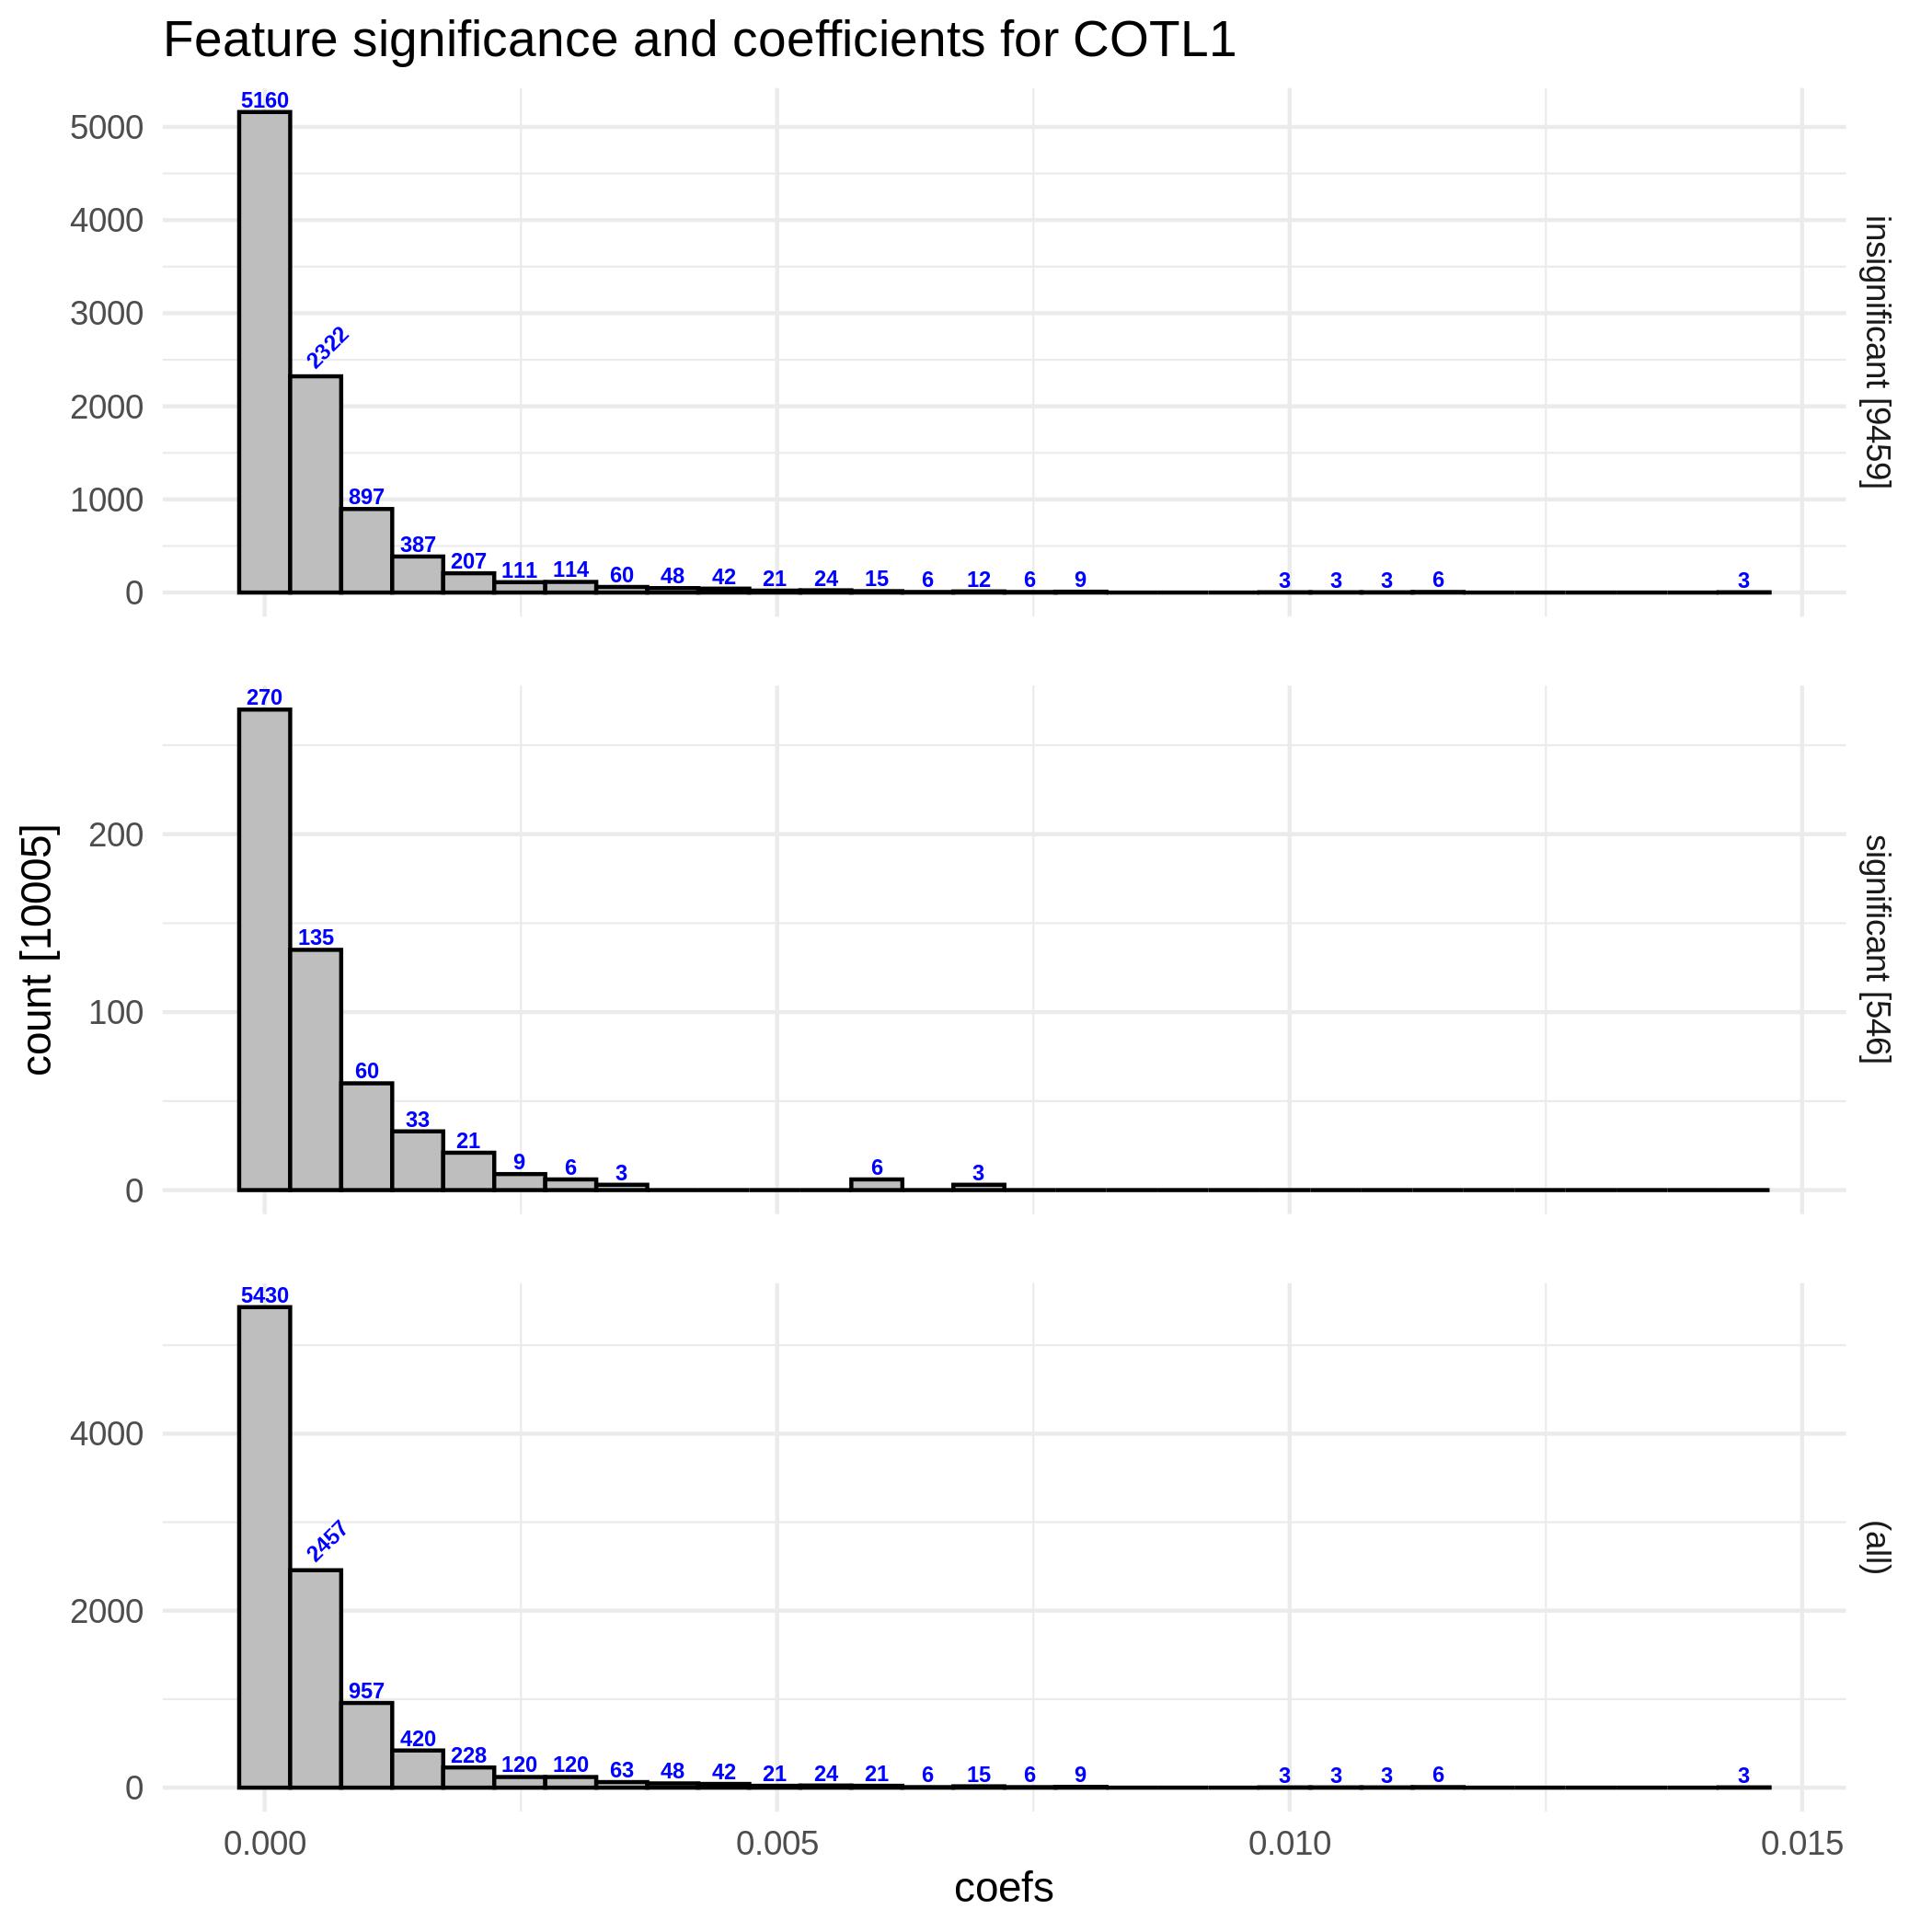 Feature significance and coefficients for COTL1
5160
5000
4000
3000
2322
2000
1000
897
387
207 111 114 60 48 42 21 24 15 6 12 6 9 3 3 3 6 3
0
insignificant [9459]
270
200
135
100
60
33
21
9 6 3 6 3
0
significant [546]
count [10005]
5430
4000
2457
2000
957
420
228 120 120 63 48 42 21 24 21 6 15 6 9 3 3 3 6 3
0
(all)
0.000 0.005 0.010 0.015
coefs